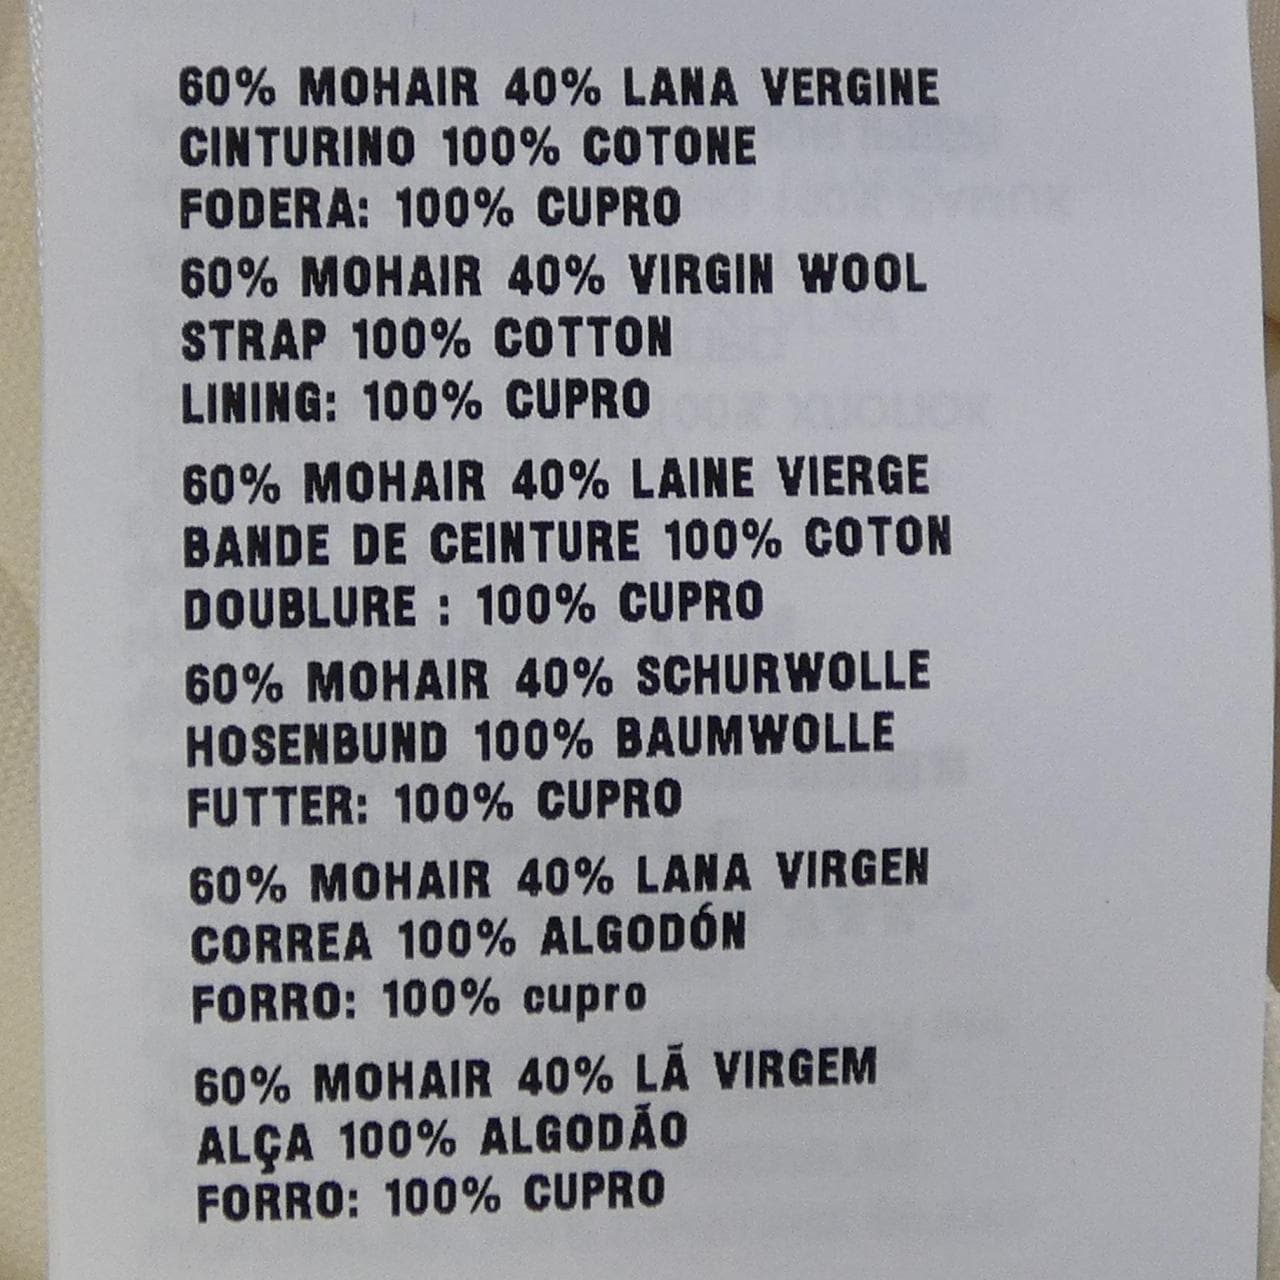 60% MOHAIR 40% LANA VERGINE
CINTURINO 100% COTONE
FODERA: 100% CUPRO
60% MOHAIR 40% VIRGIN WOOL
STRAP 100% COTTON
LINING: 100% CUPRO
60% MOHAIR 40% LAINE VIERGE
BANDE DE CEINTURE 100% COTON
DOUBLURE : 100% CUPRO
60% MOHAIR 40% SCHURWOLLE
HOSENBUND 100% BAUMWOLLE
FUTTER: 100% CUPRO
60% MOHAIR 40% LANA VIRGEN
CORREA 100% ALGODÓN
FORRO: 100% cupro
60% MOHAIR 40% LÃ VIRGEM
ALÇA 100% ALGODÃO
FORRO: 100% CUPRO